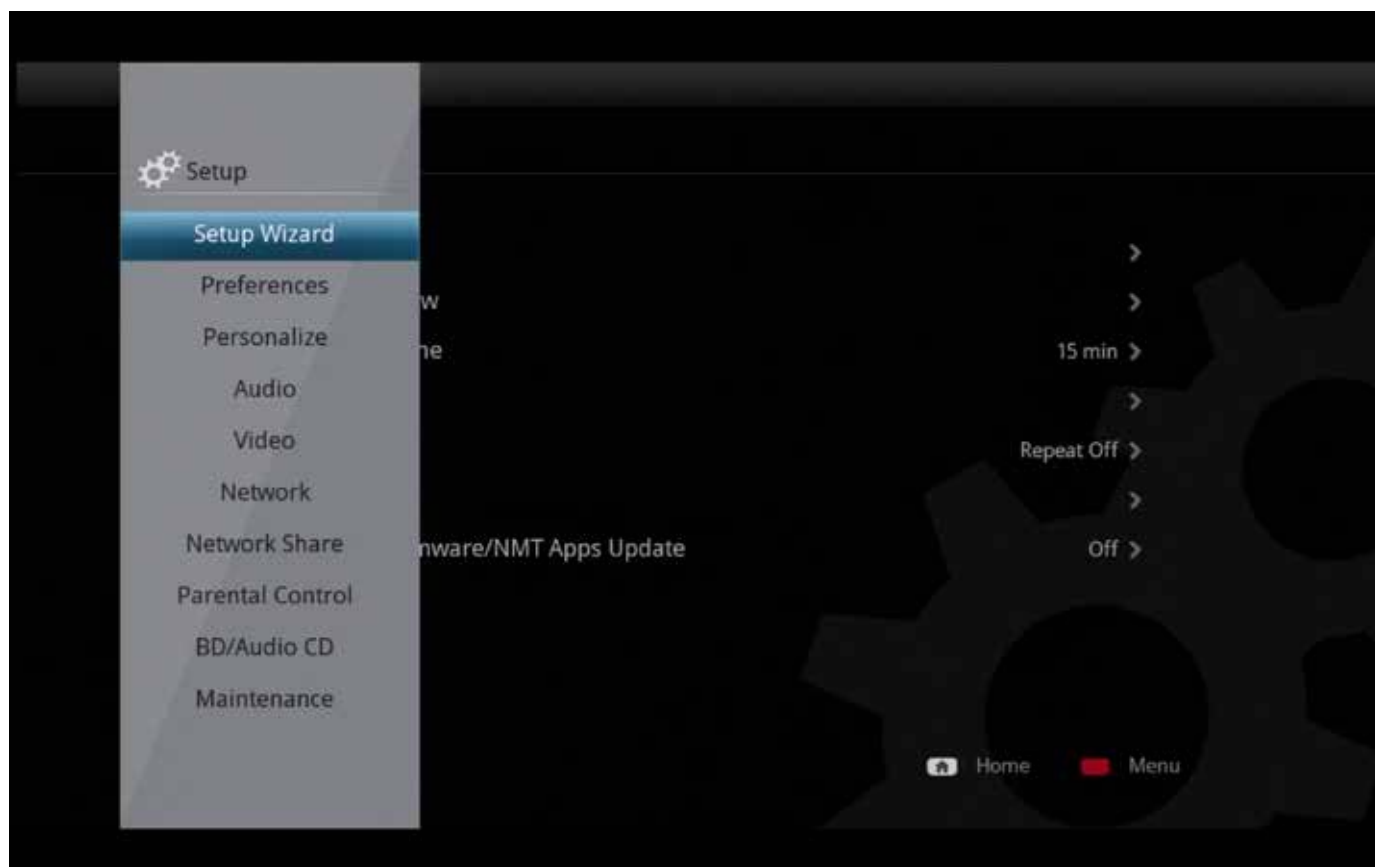 Setup
Setup Wizard
Preferences
Personalize
Audio
Video
Network
Network Share
Parental Control
BD/Audio CD
Maintenance
w
15 min
Repeat Off
nware/NMT Apps Update
Off
Home
Menu